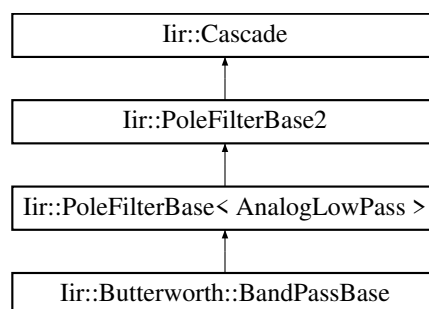 Iir::Cascade
Iir::PoleFilterBase2
Iir::PoleFilterBase< AnalogLowPass >
Iir::Butterworth::BandPassBase